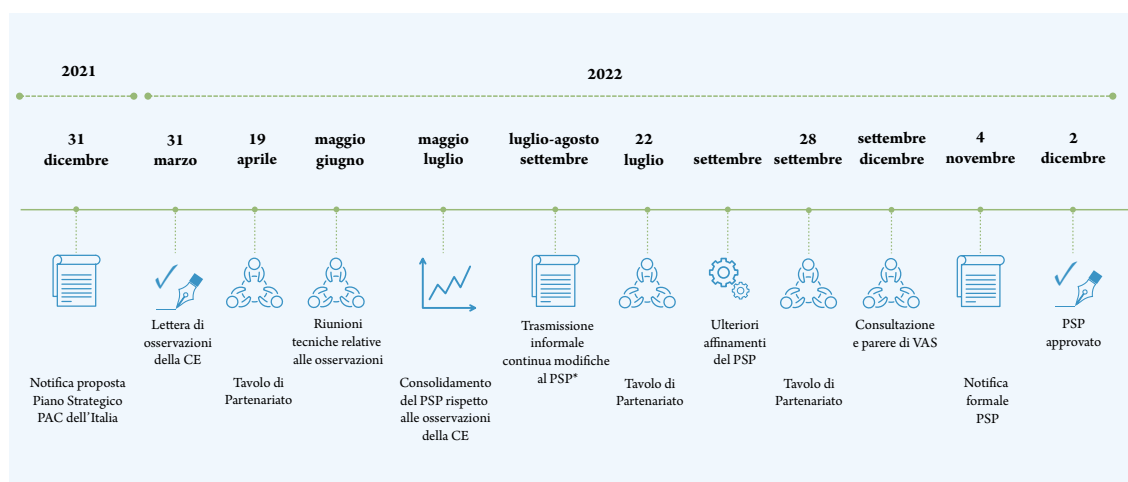 2021
2022
31
dicembre
31
marzo
19
aprile
maggio
giugno
maggio
luglio
luglio-agosto
settembre
22
luglio
settembre
28
settembre
settembre
dicembre
4
novembre
2
dicembre
Notifica proposta
Piano Strategico
PAC dell'Italia
Lettera di
osservazioni
della CE
Tavolo di
Partenariato
Riunioni
tecniche relative
alle osservazioni
Consolidamento
del PSP rispetto
alle osservazioni
della CE
Trasmissione
informale
continua modifiche
al PSP*
Tavolo di
Partenariato
Ulteriori
affinamenti
del PSP
Tavolo di
Partenariato
Consultazione
e parere di VAS
Notifica
formale
PSP
PSP
approvato